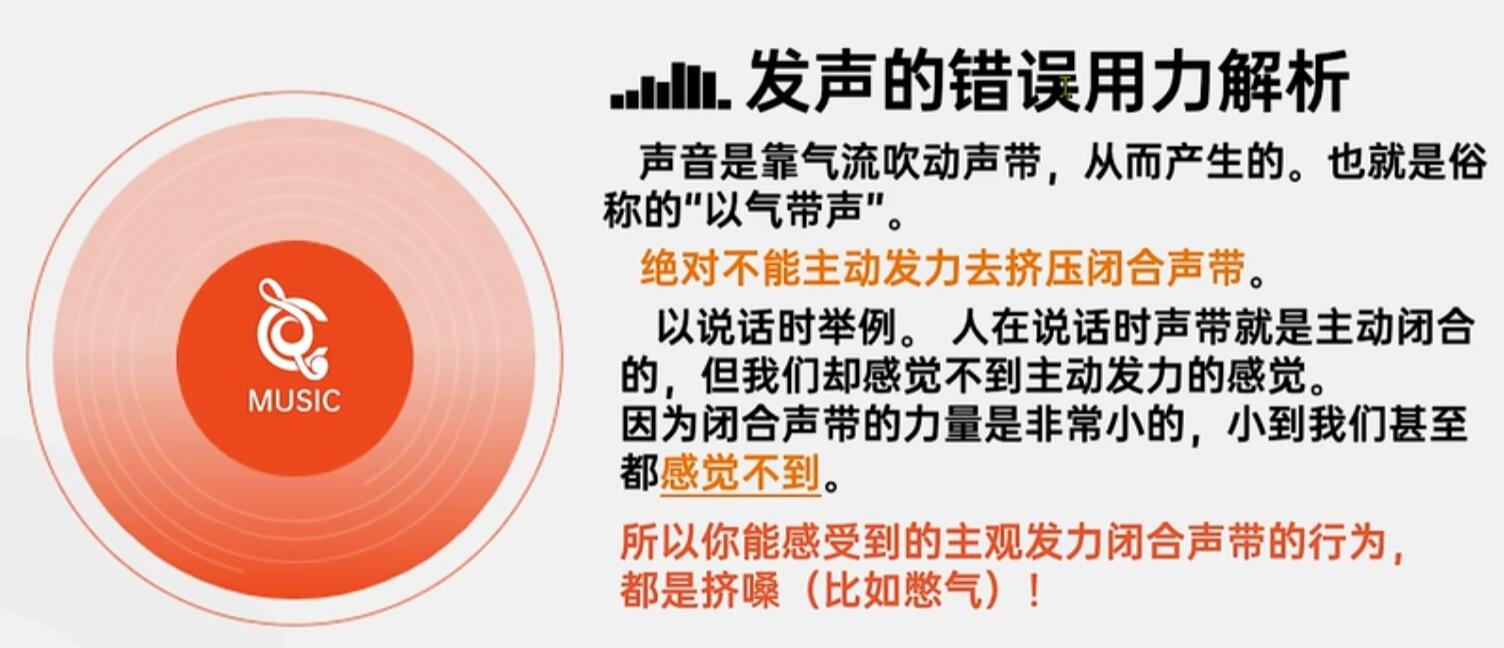 MUSIC
发声的错误用力解析
声音是靠气流吹动声带，从而产生的。也就是俗
称的“以气带声”。
绝对不能主动发力去挤压闭合声带。
以说话时举例。 人在说话时声带就是主动闭合
的，但我们却感觉不到主动发力的感觉。
因为闭合声带的力量是非常小的，小到我们甚至
都感觉不到。
所以你能感受到的主观发力闭合声带的行为，
都是挤嗓（比如憋气）！